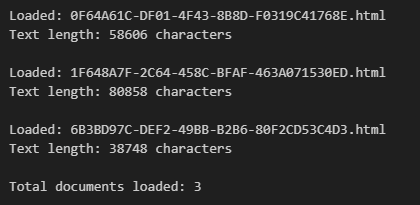 Loaded: 0F64A61C-DF01-4F43-8B8D-F0319C41768E.html
Text length: 58606 characters
Loaded: 1F648A7F-2C64-458C-BFAF-463A071530ED.html
Text length: 80858 characters
Loaded: 6B3BD97C-DEF2-49BB-B2B6-80F2CD53C4D3.html
Text length: 38748 characters
Total documents loaded: 3